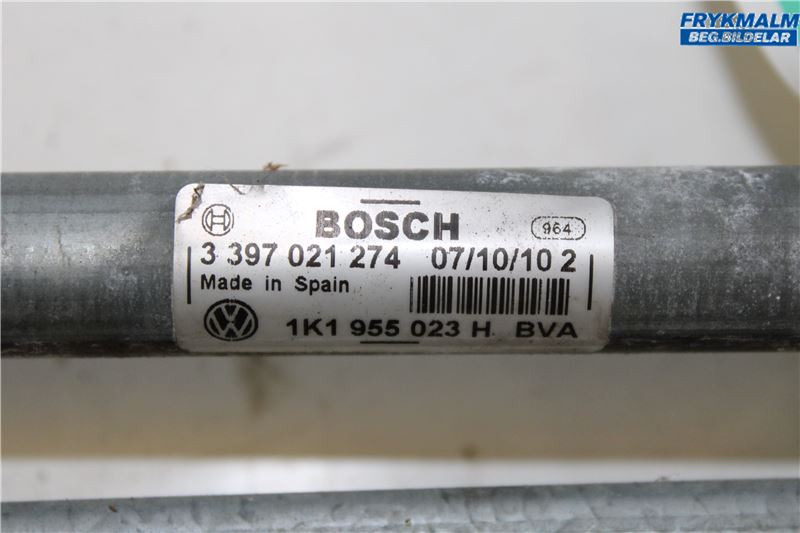 FRYKMALM
BEG.BILDELAR
BOSCH 964
3 397 021 274 07/10/10 2
Made in Spain
1K1 955 023 H BVA